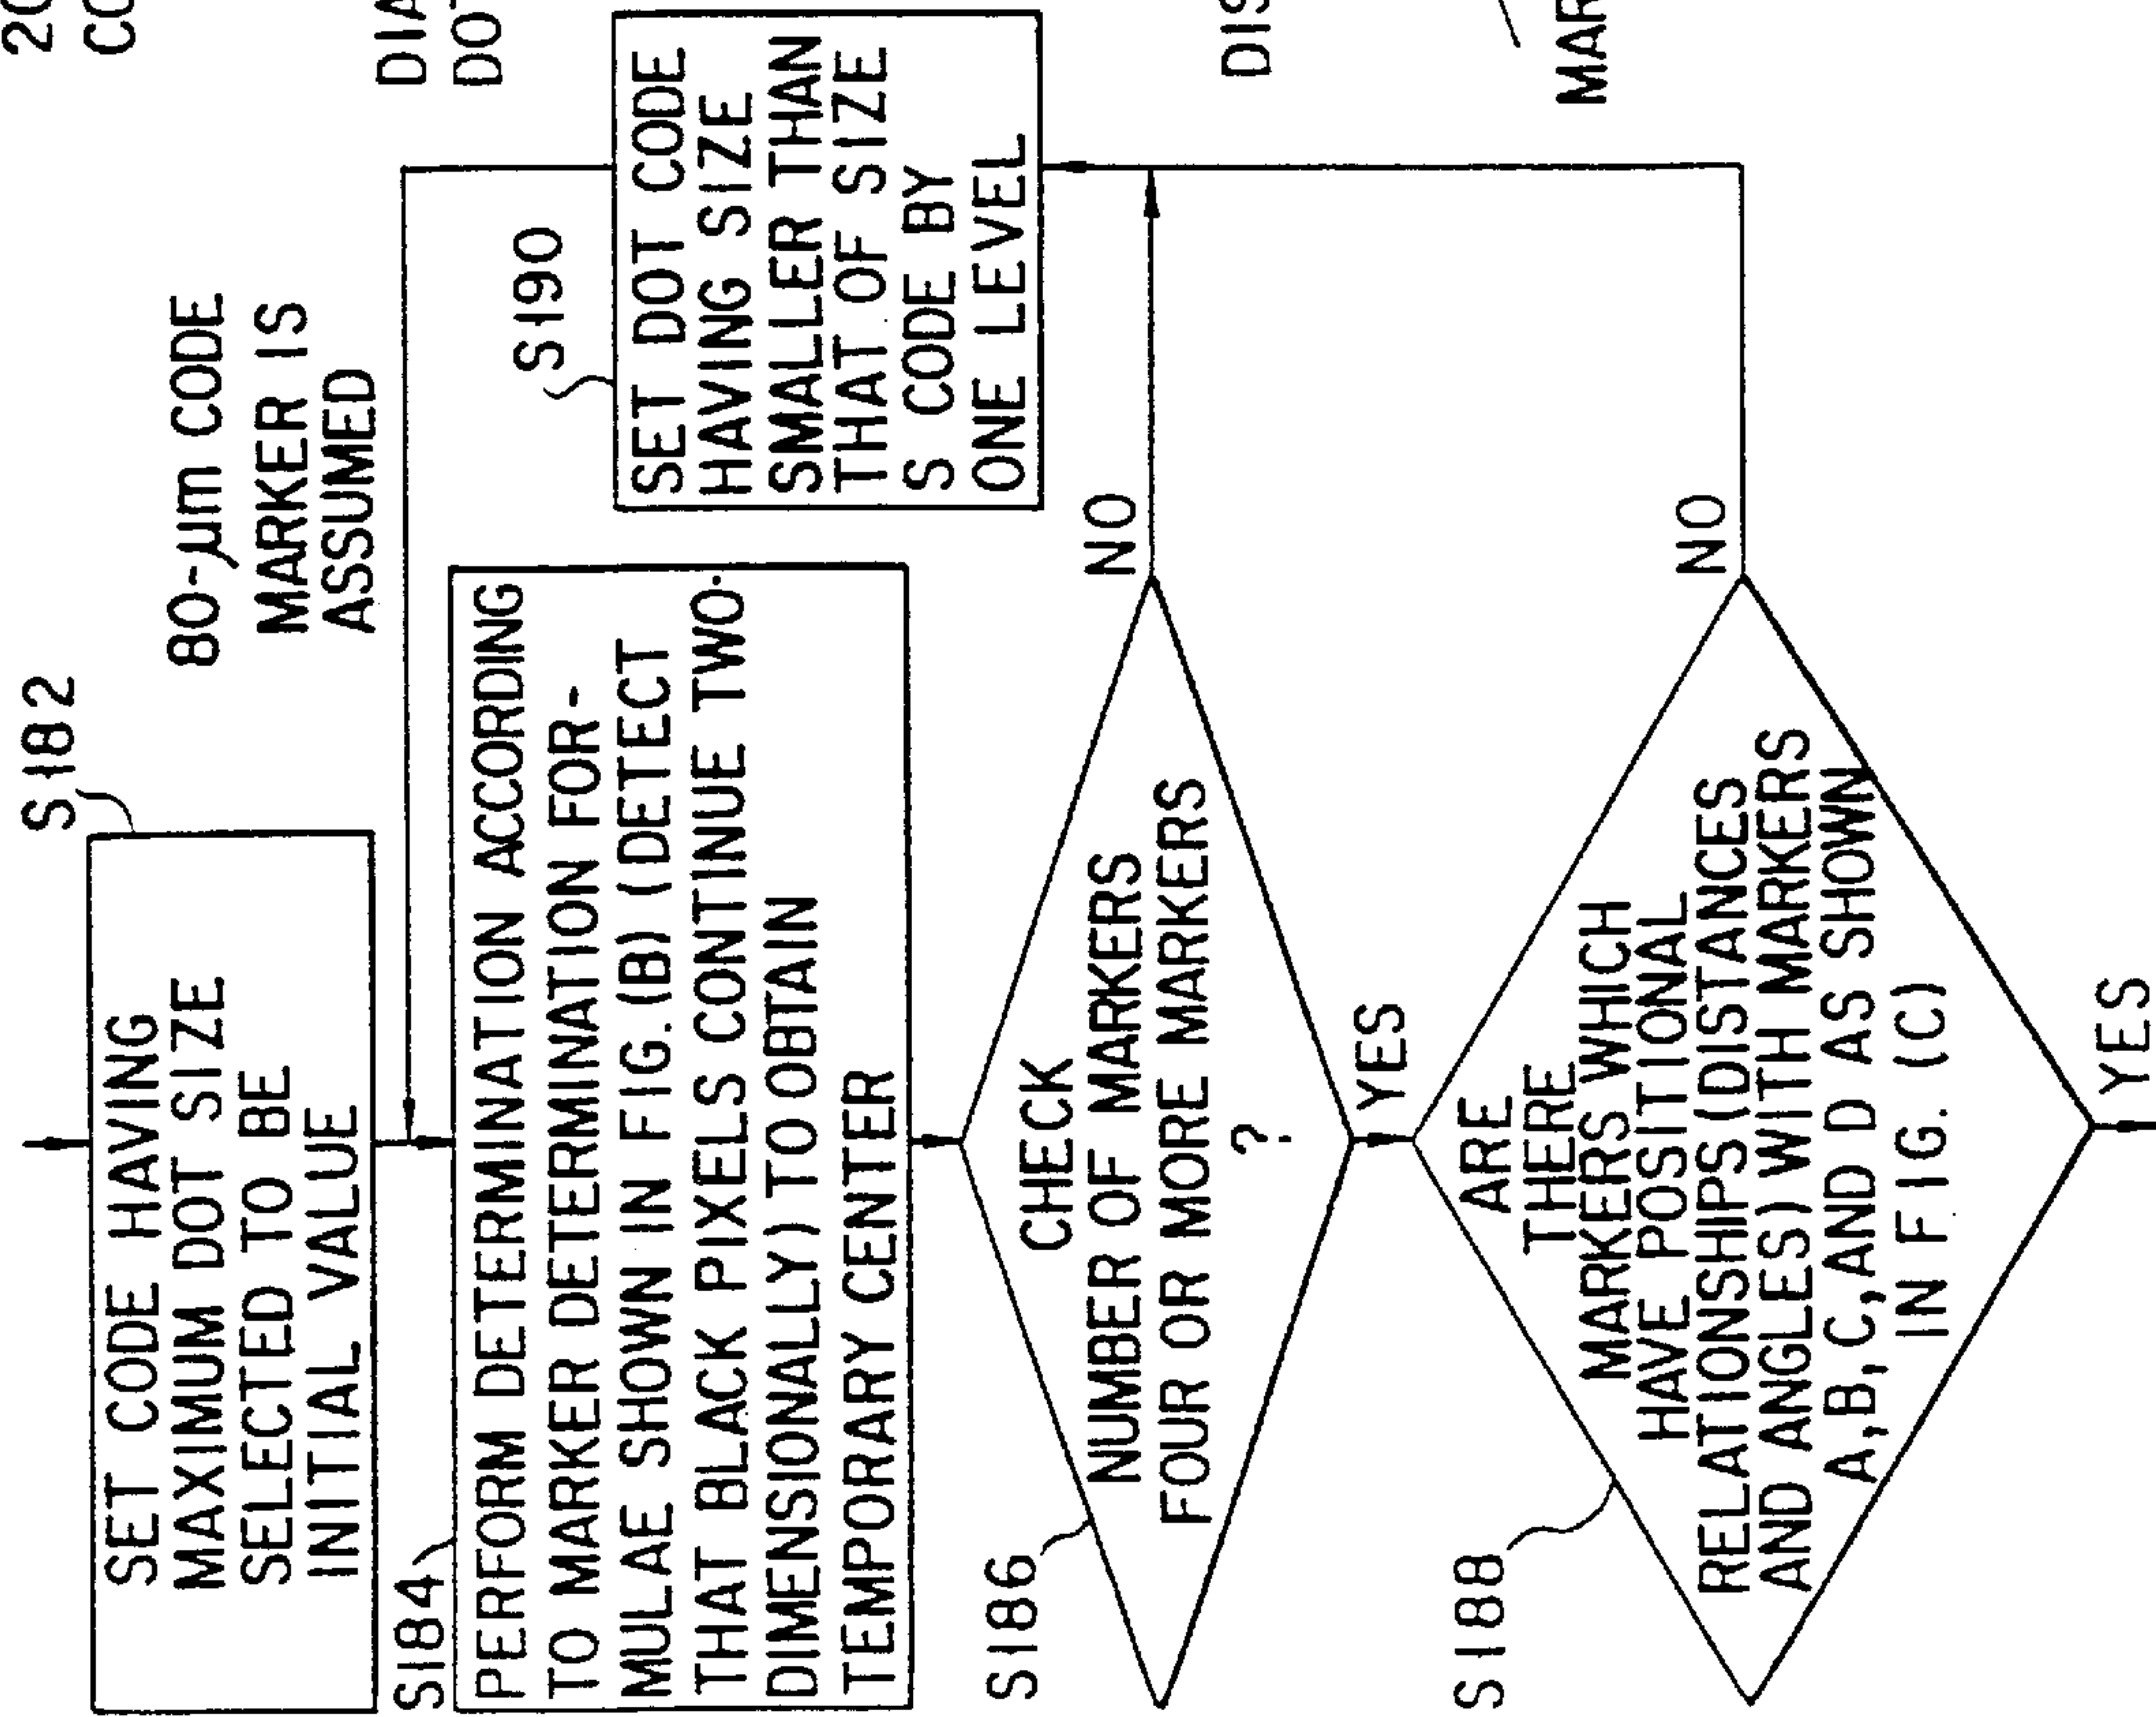 S182
SET CODE HAVING
MAXIMUM DOT SIZE
SELECTED TO BE
INITIAL VALUE
80-μm CODE
MARKER IS
ASSUMED
S184
PERFORM DETERMINATION ACCORDING
TO MARKER DETERMINATION FOR-
MULAE SHOWN IN FIG.(B) (DETECT
THAT BLACK PIXELS CONTINUE TWO-
DIMENSIONALLY) TO OBTAIN
TEMPORARY CENTER
S190
SET DOT CODE
HAVING SIZE
SMALLER THAN
THAT OF SIZE
S CODE BY
ONE LEVEL
S186
CHECK
NUMBER OF MARKERS
FOUR OR MORE MARKERS
?
NO
YES
S188
ARE
THERE
MARKERS WHICH
HAVE POSITIONAL
RELATIONSHIPS (DISTANCES
AND ANGLES) WITH MARKERS
A,B,C,AND D AS SHOWN
IN FIG. (C)
NO
YES